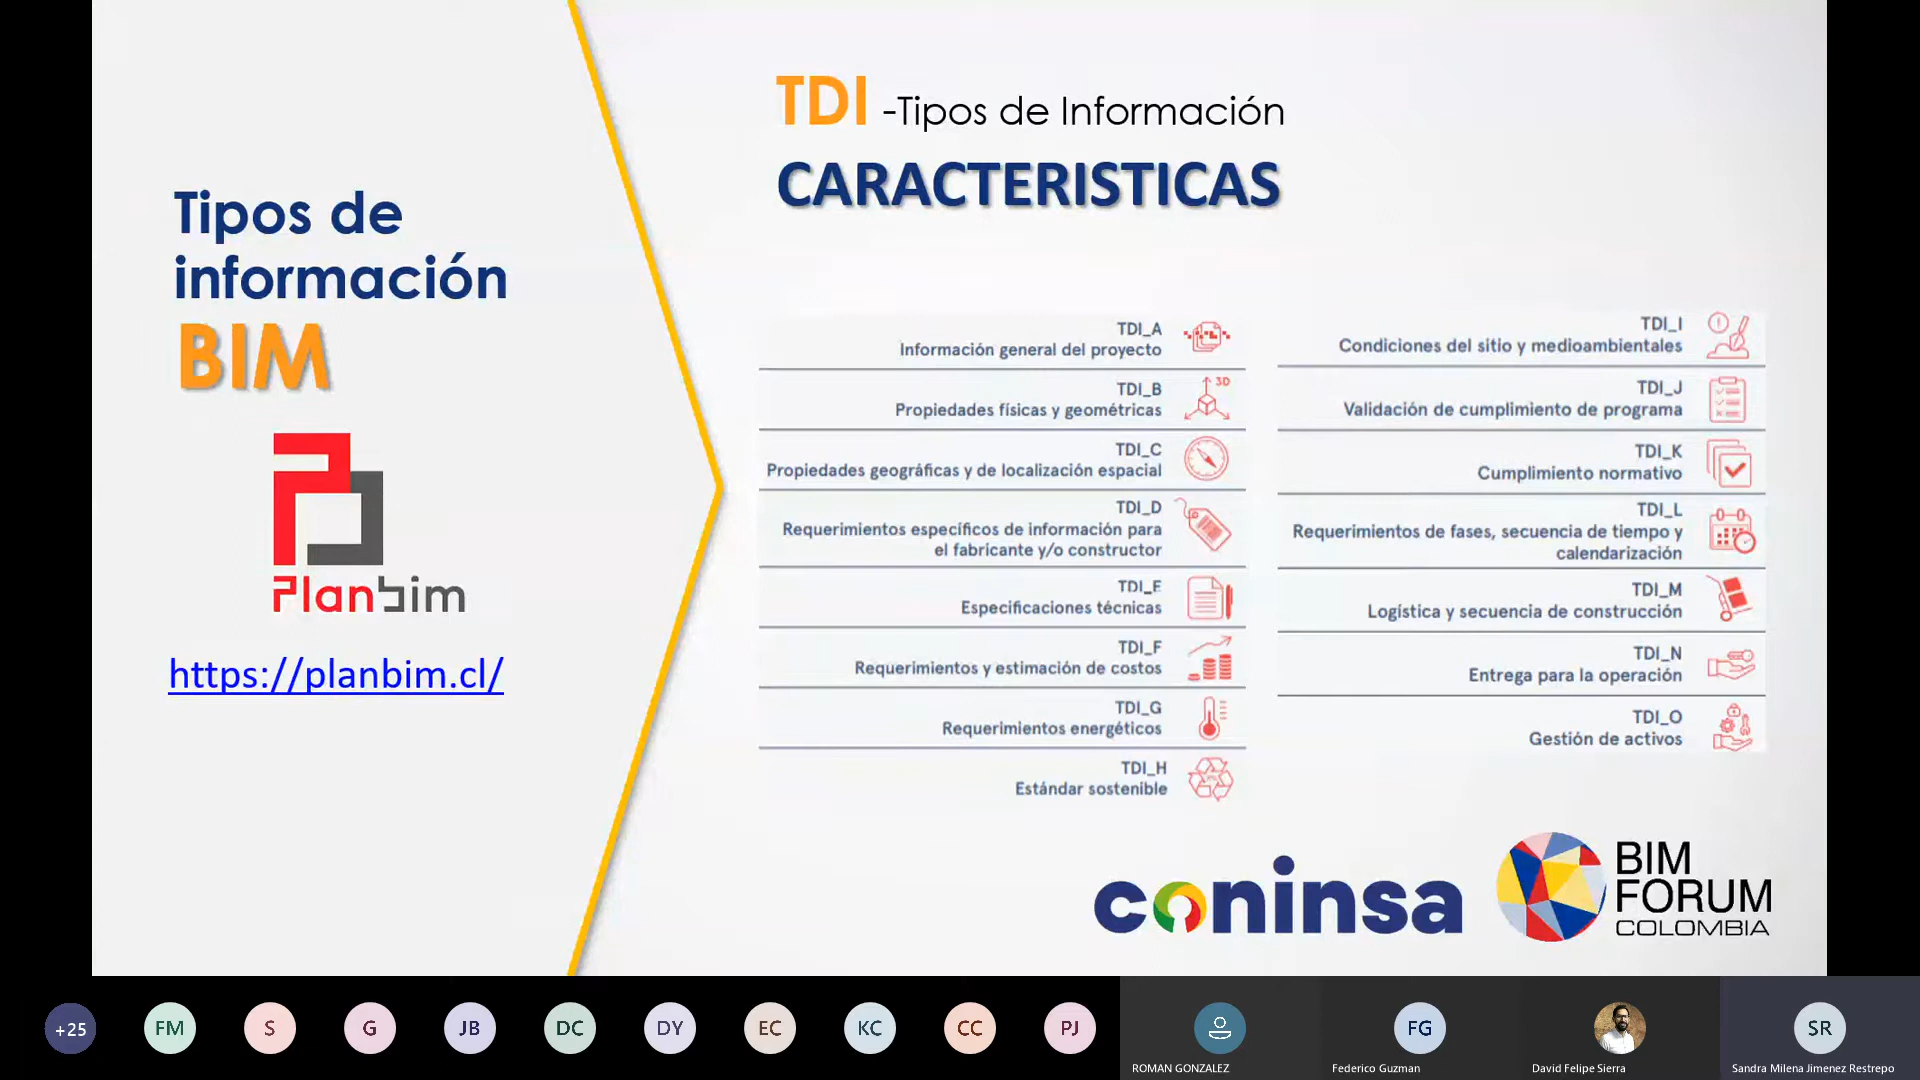 Tipos de
información
BIM
Planbim
https://planbim.cl/
TDI -Tipos de Información
CARACTERISTICAS
TDI_A
Información general del proyecto
TDI_B
Propiedades físicas y geométricas
3D
TDI_C
Propiedades geográficas y de localización espacial
TDI_D
Requerimientos específicos de información para
el fabricante y/o constructor
TDI_E
Especificaciones técnicas
TDI_F
Requerimientos y estimación de costos
TDI_G
Requerimientos energéticos
TDI_H
Estándar sostenible
TDI_I
Condiciones del sitio y medioambientales
TDI_J
Validación de cumplimiento de programa
TDI_K
Cumplimiento normativo
TDI_L
Requerimientos de fases, secuencia de tiempo y
calendarización
TDI_M
Logística y secuencia de construcción
TDI_N
Entrega para la operación
TDI_O
Gestión de activos
coninsa
BIM
FORUM
COLOMBIA
+25
FM
S
G
JB
DC
DY
EC
KC
CC
PJ
ROMAN GONZALEZ
FG
Federico Guzman
David Felipe Sierra
SR
Sandra Milena Jimenez Restrepo